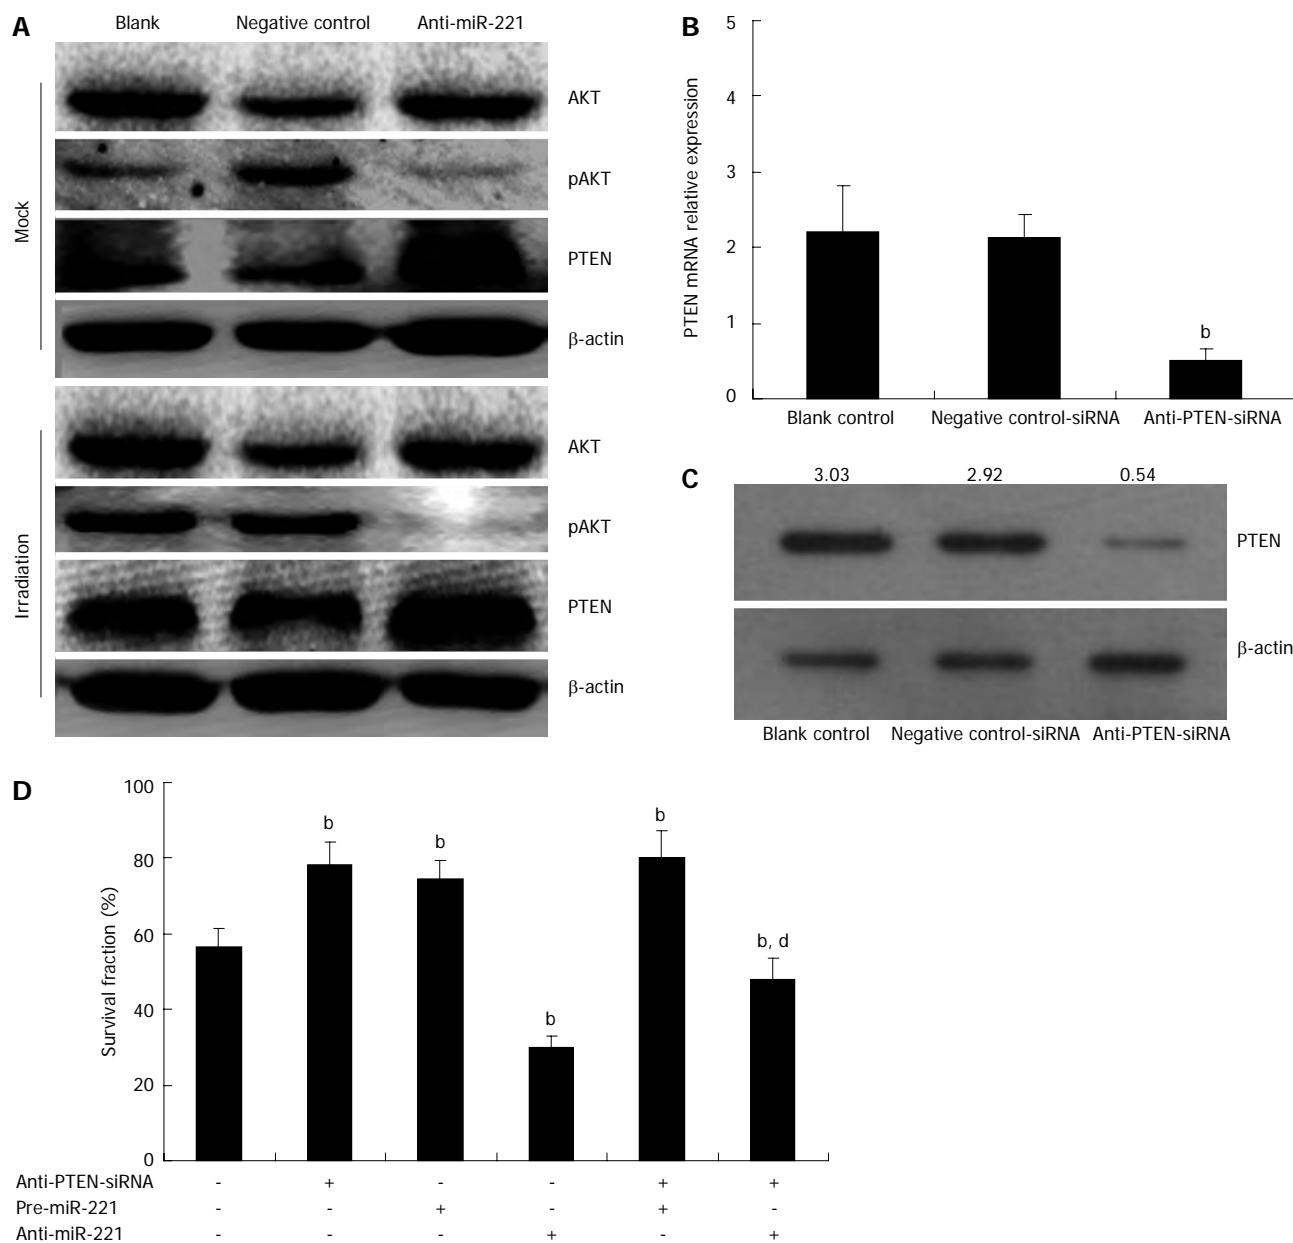 A
Blank Negative control Anti-miR-221
Mock
AKT
pAKT
PTEN
β-actin
Irradiation
AKT
pAKT
PTEN
β-actin
B
PTEN mRNA relative expression
5
4
3
2
1
0
b
Blank control Negative control-siRNA Anti-PTEN-siRNA
C
3.03 2.92 0.54
PTEN
β-actin
Blank control Negative control-siRNA Anti-PTEN-siRNA
D
Survival fraction (%)
100
80
60
40
20
0
b b b b b, d
Anti-PTEN-siRNA - + - - + +
Pre-miR-221 - - + - + -
Anti-miR-221 - - - + - +